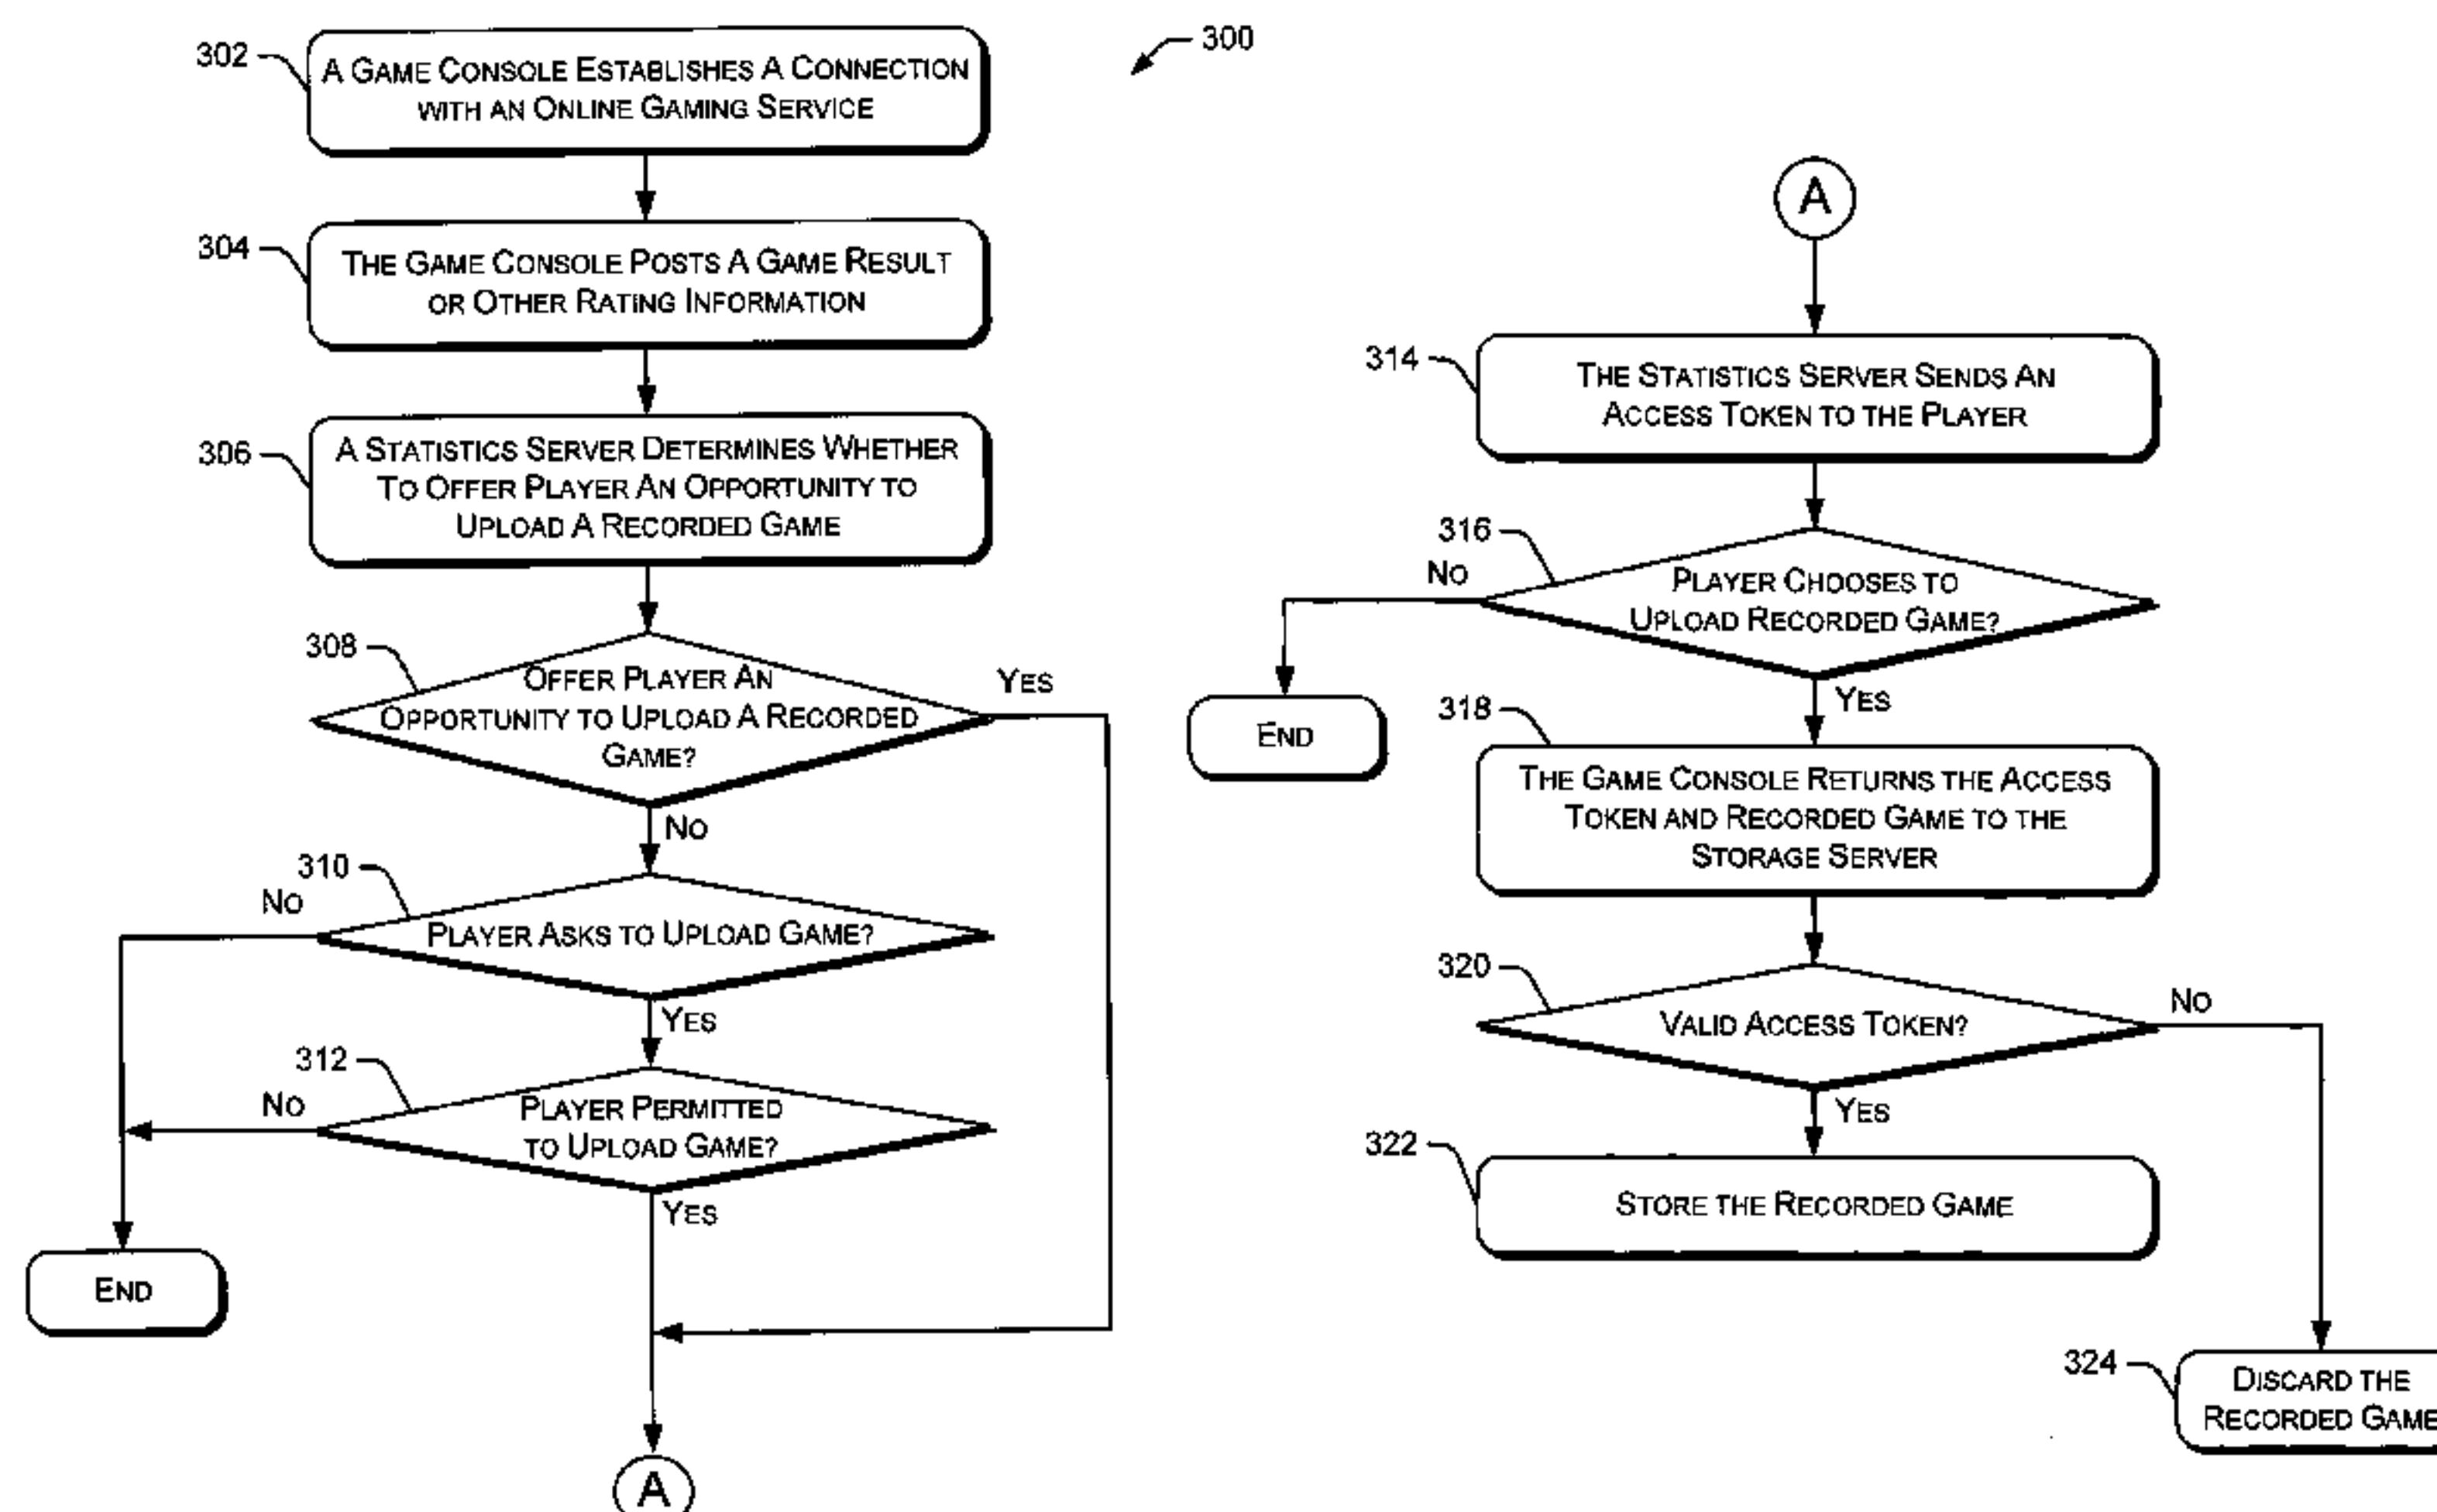 300
302
A GAME CONSOLE ESTABLISHES A CONNECTION
WITH AN ONLINE GAMING SERVICE
304
THE GAME CONSOLE POSTS A GAME RESULT
OR OTHER RATING INFORMATION
306
A STATISTICS SERVER DETERMINES WHETHER
TO OFFER PLAYER AN OPPORTUNITY TO
UPLOAD A RECORDED GAME
308
OFFER PLAYER AN
OPPORTUNITY TO UPLOAD A RECORDED
GAME?
YES
NO
310
NO
PLAYER ASKS TO UPLOAD GAME?
YES
312
NO
PLAYER PERMITTED
TO UPLOAD GAME?
YES
END
A
A
314
THE STATISTICS SERVER SENDS AN
ACCESS TOKEN TO THE PLAYER
316
NO
PLAYER CHOOSES TO
UPLOAD RECORDED GAME?
YES
END
318
THE GAME CONSOLE RETURNS THE ACCESS
TOKEN AND RECORDED GAME TO THE
STORAGE SERVER
320
VALID ACCESS TOKEN?
NO
YES
322
STORE THE RECORDED GAME
324
DISCARD THE
RECORDED GAME